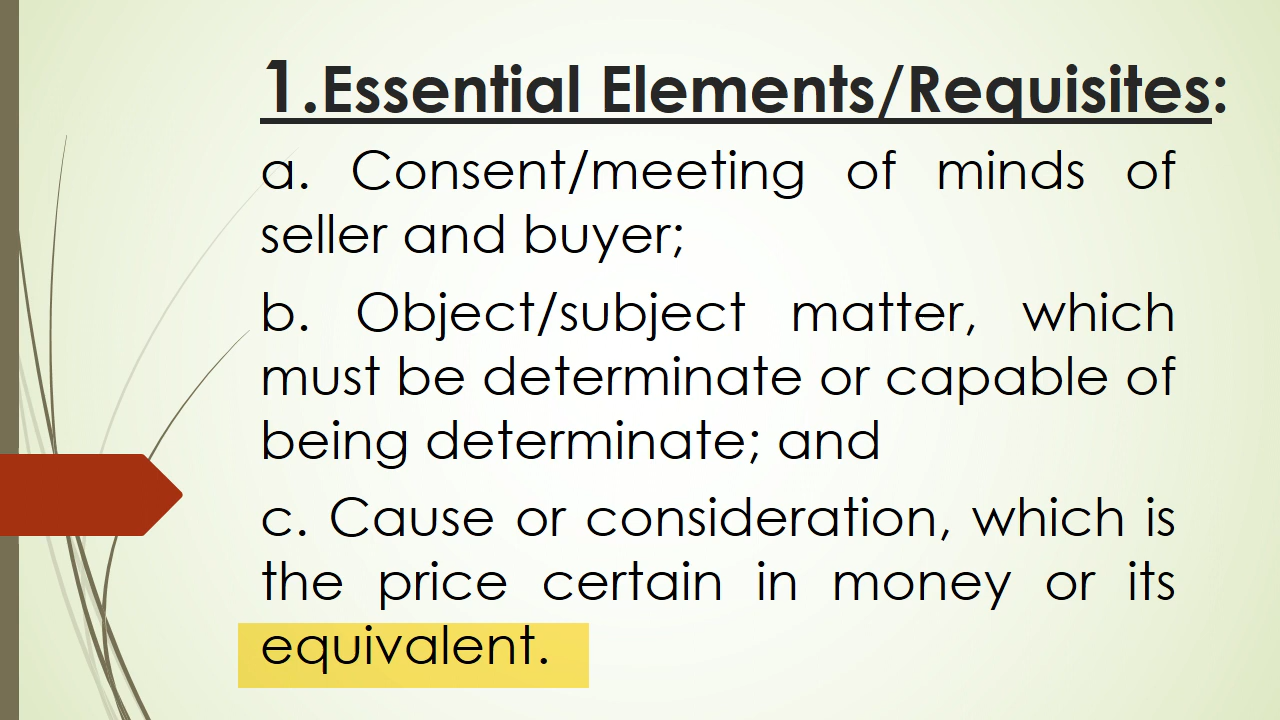 1.Essential Elements/Requisites:
a. Consent/meeting of minds of
seller and buyer;
b. Object/subject matter, which
must be determinate or capable of
being determinate; and
c. Cause or consideration, which is
the price certain in money or its
equivalent.